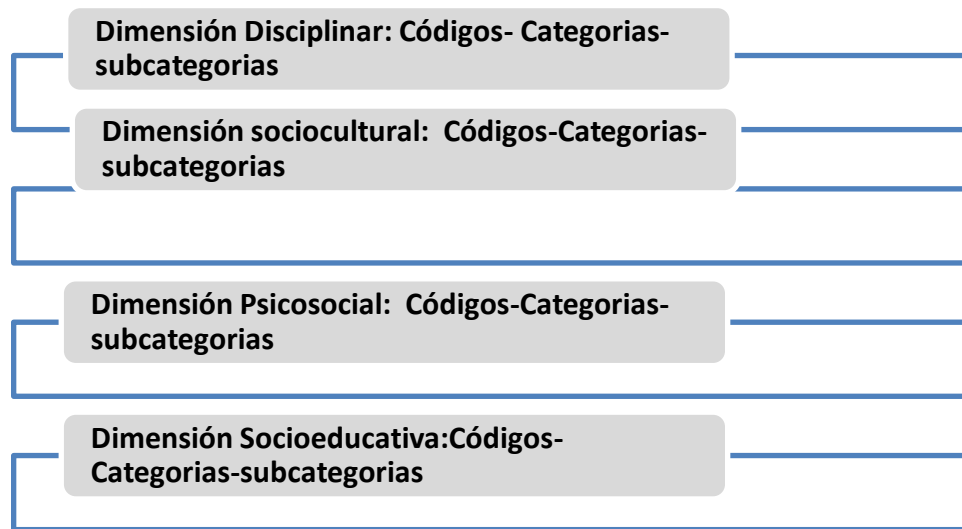 Dimensión Disciplinar: Códigos- Categorias-
subcategorias
Dimensión sociocultural:  Códigos-Categorias-
subcategorias
Dimensión Psicosocial:  Códigos-Categorias-
subcategorias
Dimensión Socioeducativa:Códigos-
Categorias-subcategorias